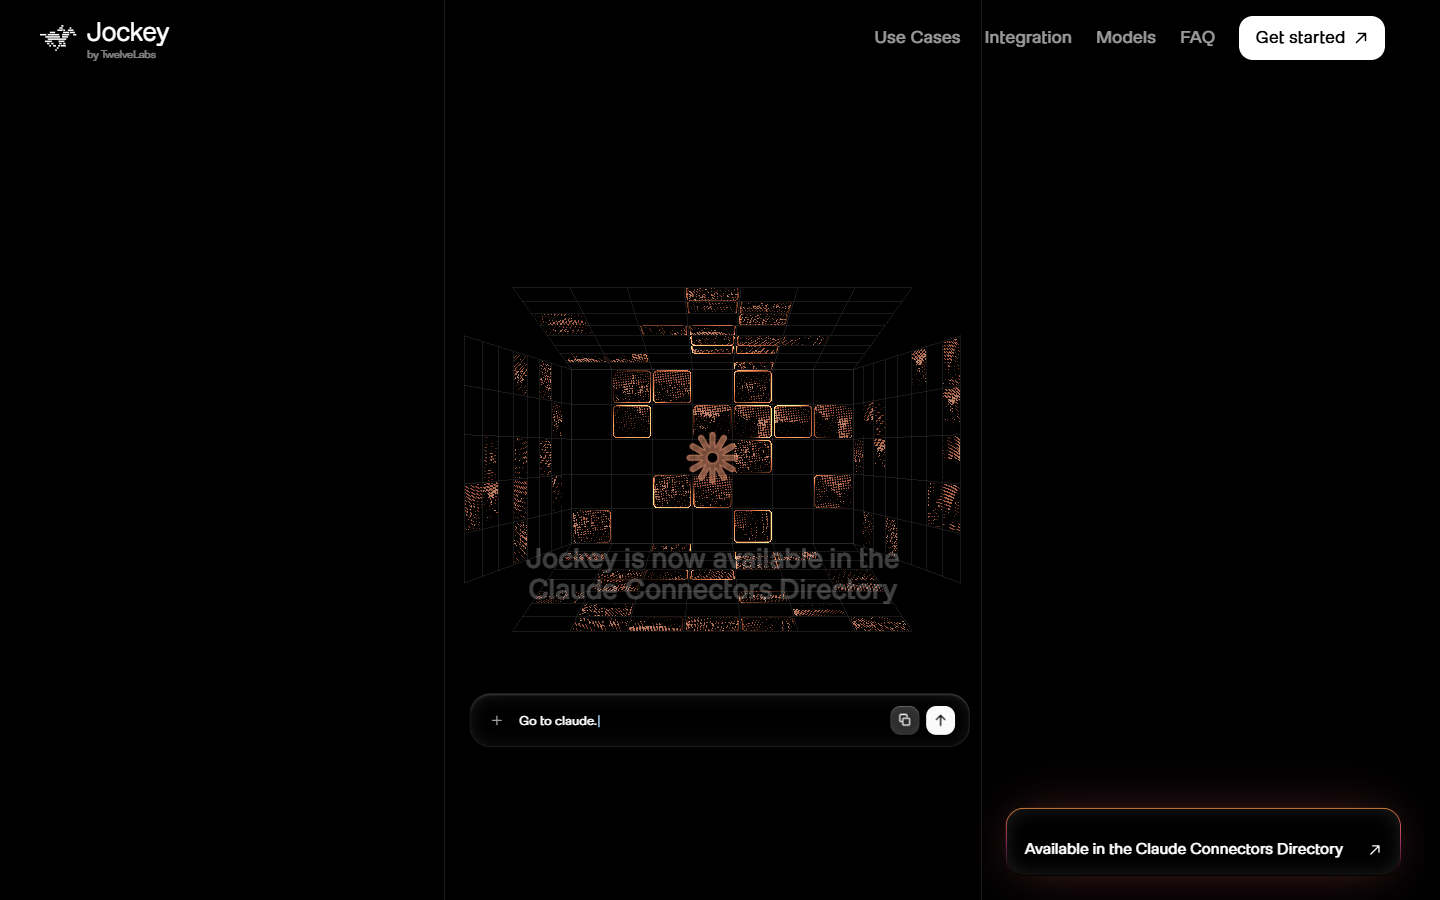 Jockey
by TwelveLabs
Use Cases
Integration
Models
FAQ
Get started
Jockey is now available in the
Claude Connectors Directory
Go to claude.
Available in the Claude Connectors Directory